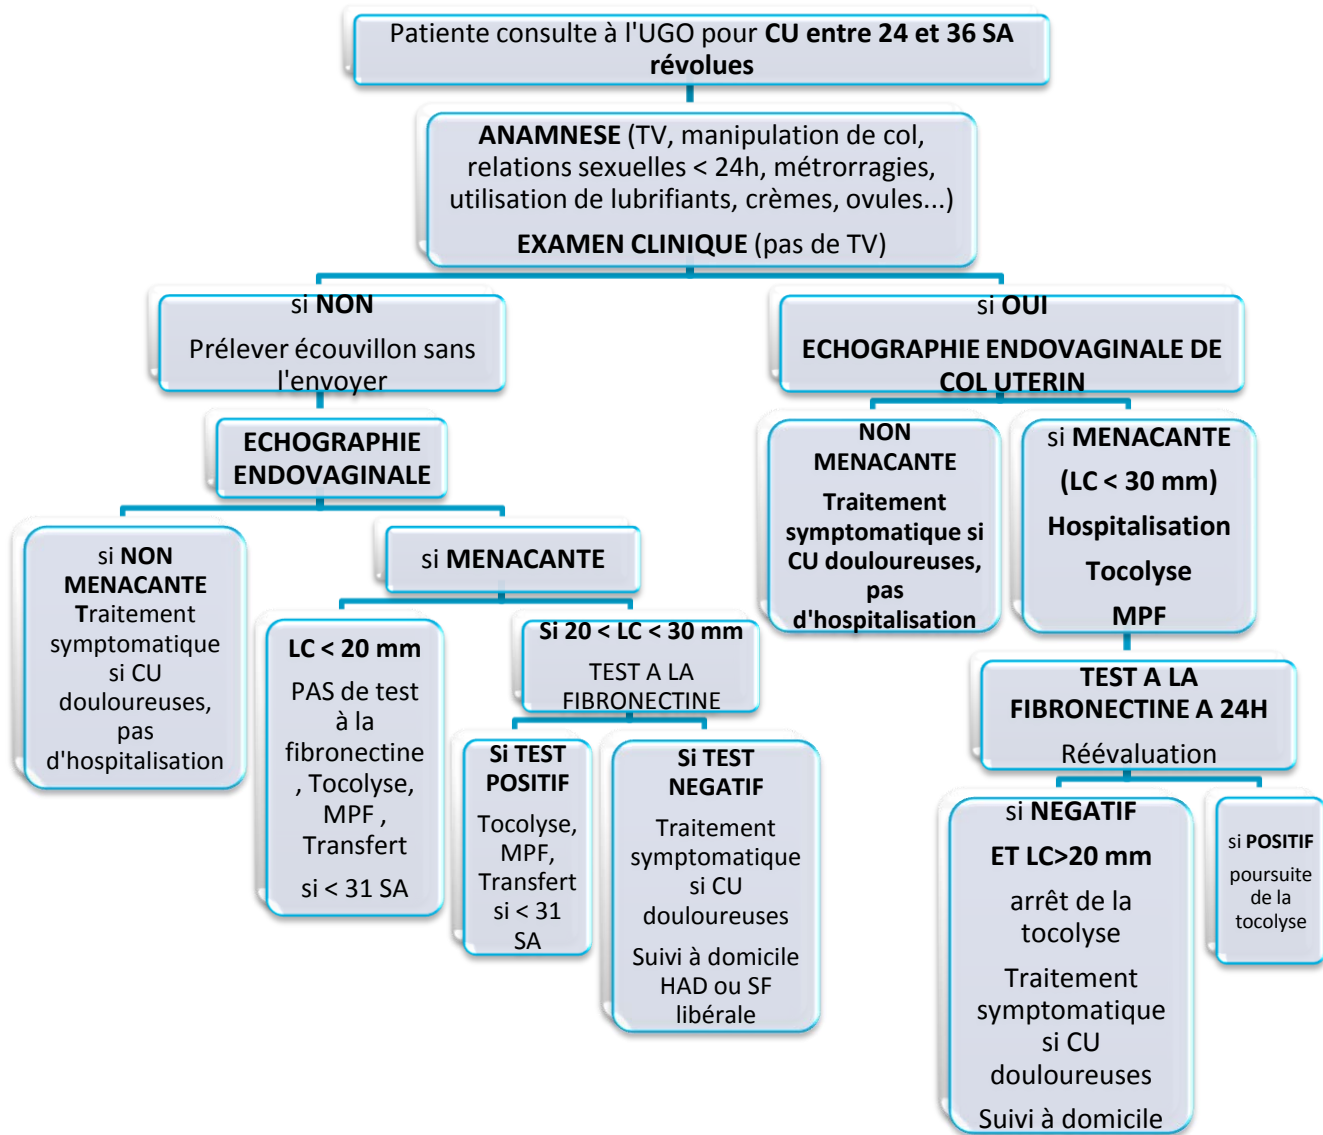 Patiente consulte à l'UGO pour CU entre 24 et 36 SA
révolues
ANAMNESE (TV, manipulation de col,
relations sexuelles < 24h, métrorragies,
utilisation de lubrifiants, crèmes, ovules...)
EXAMEN CLINIQUE (pas de TV)
si NON
Prélever écouvillon sans
l'envoyer
ECHOGRAPHIE
ENDOVAGINALE
si NON
MENACANTE
Traitement
symptomatique
si CU
douloureuses,
pas
d'hospitalisation
si MENACANTE
LC < 20 mm
PAS de test
à la
fibronectine
, Tocolyse,
MPF ,
Transfert
si < 31 SA
Si 20 < LC < 30 mm
TEST A LA
FIBRONECTINE
Si TEST
POSITIF
Tocolyse,
MPF,
Transfert
si < 31
SA
Si TEST
NEGATIF
Traitement
symptomatique
si CU
douloureuses
Suivi à domicile
HAD ou SF
libérale
si OUI
ECHOGRAPHIE ENDOVAGINALE DE
COL UTERIN
NON
MENACANTE
Traitement
symptomatique si
CU douloureuses,
pas
d'hospitalisation
si MENACANTE
(LC < 30 mm)
Hospitalisation
Tocolyse
MPF
TEST A LA
FIBRONECTINE A 24H
Réévaluation
si NEGATIF
ET LC>20 mm
arrêt de la
tocolyse
Traitement
symptomatique
si CU
douloureuses
Suivi à domicile
si POSITIF
poursuite
de la
tocolyse